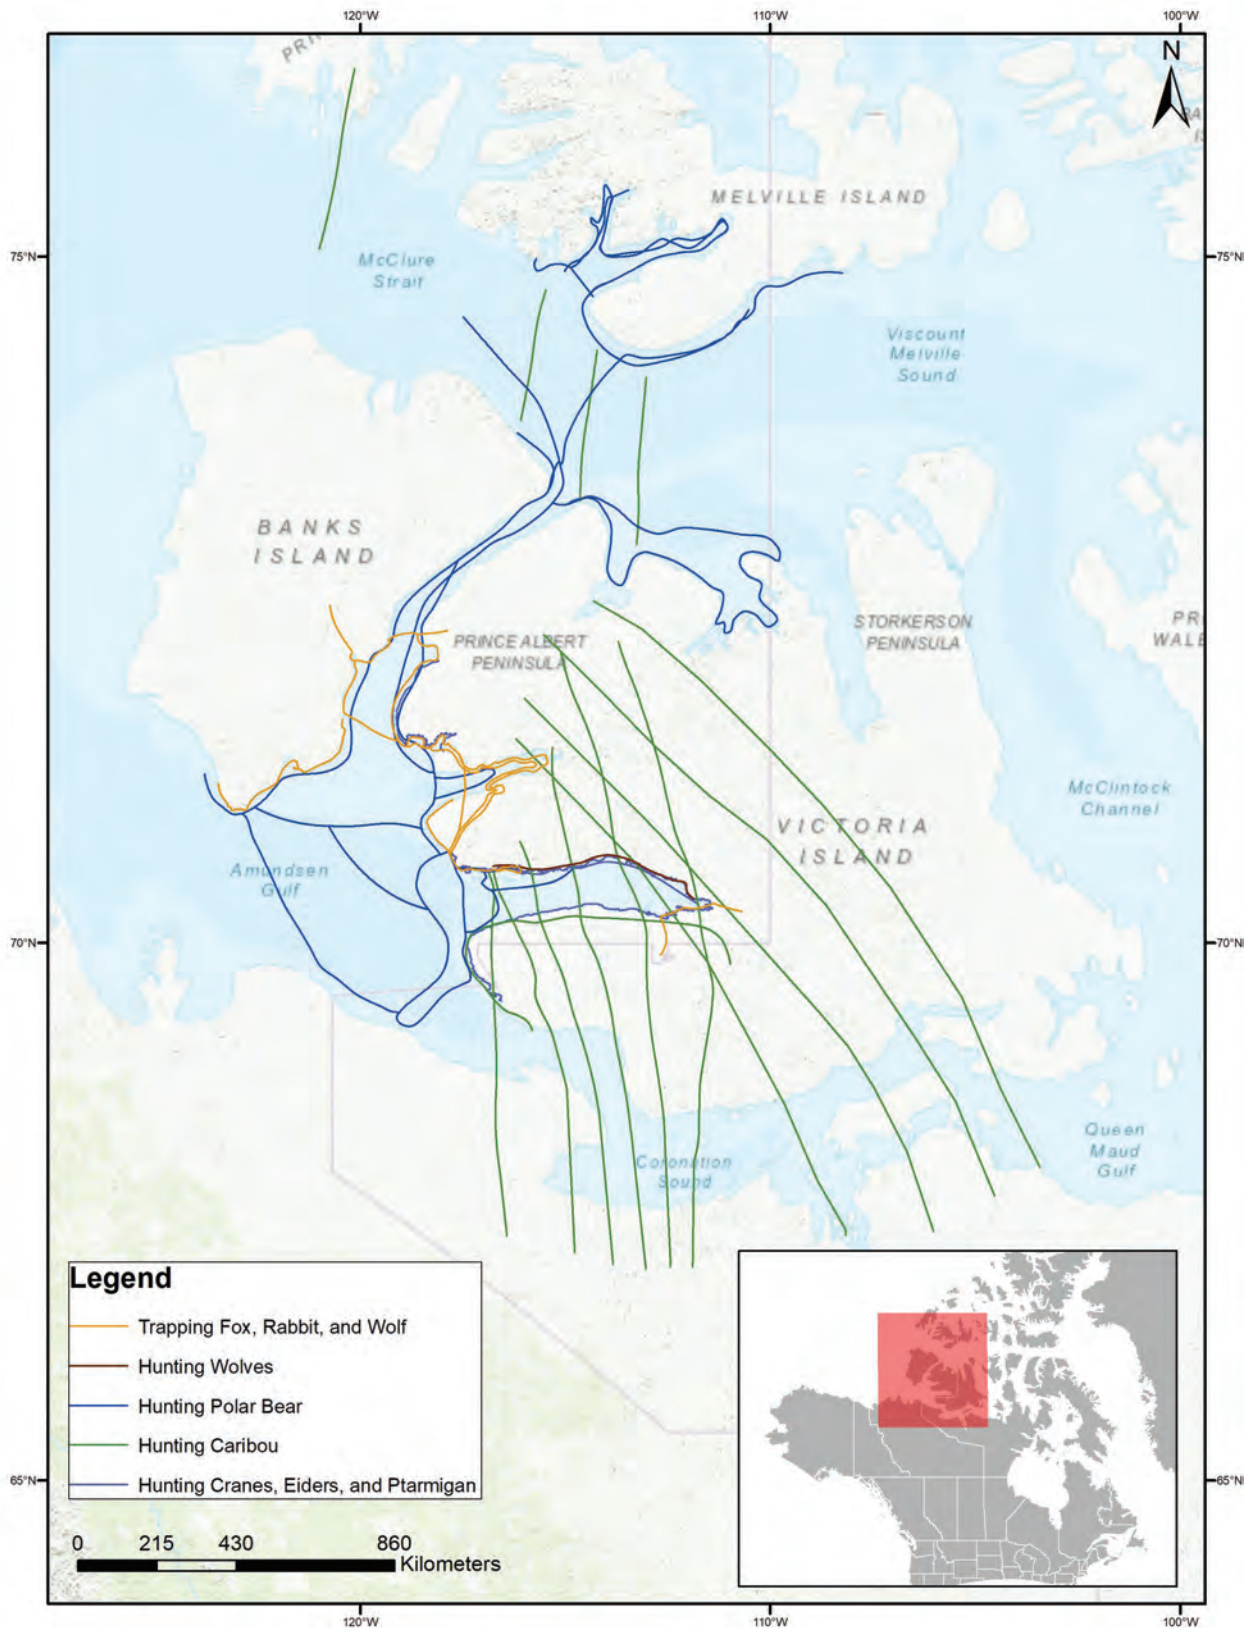 120°W
110°W
100°W
N
MELVILLE ISLAND
75°N
75°N
McClure
Strait
Viscount
Melville
Sound
BANKS
ISLAND
PRINCE ALBERT
PENINSULA
STORKERSON
PENINSULA
McClintock
Channel
VICTORIA
ISLAND
Amundsen
Gulf
70°N
70°N
Queen
Maud
Gulf
Coronation
Sound
Legend
Trapping Fox, Rabbit, and Wolf
Hunting Wolves
Hunting Polar Bear
Hunting Caribou
Hunting Cranes, Eiders, and Ptarmigan
65°N
65°N
0 215 430 860
Kilometers
120°W
110°W
100°W